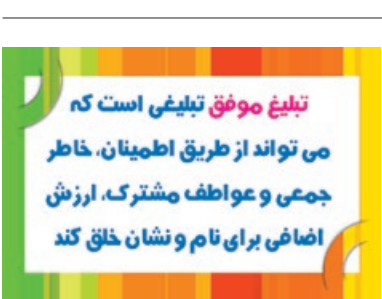 تبلیغ موفق تبلیغی است که
می تواند از طریق اطمینان، خاطر
جمعی و عواطف مشترک، ارزش
اضافی برای نام و نشان خلق کند